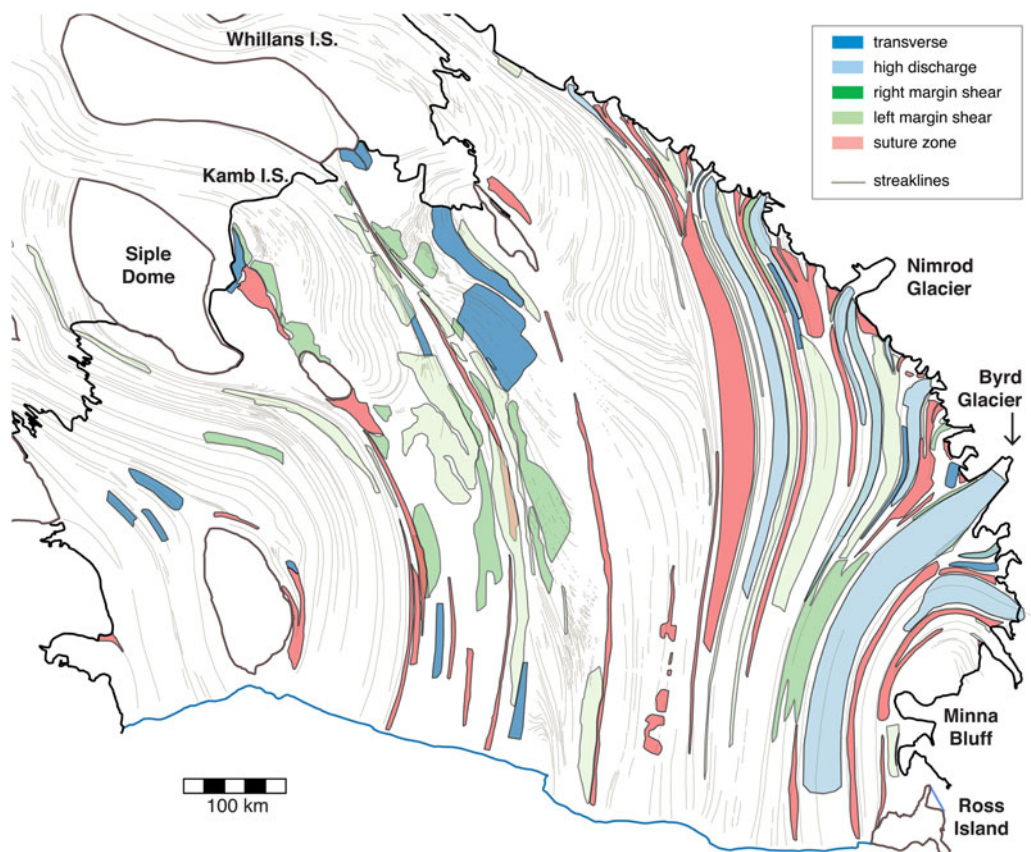 Whillans I.S.
Kamb I.S.
Siple
Dome
transverse
high discharge
right margin shear
left margin shear
suture zone
streaklines
Nimrod
Glacier
Byrd
Glacier
Minna
Bluff
Ross
Island
100 km